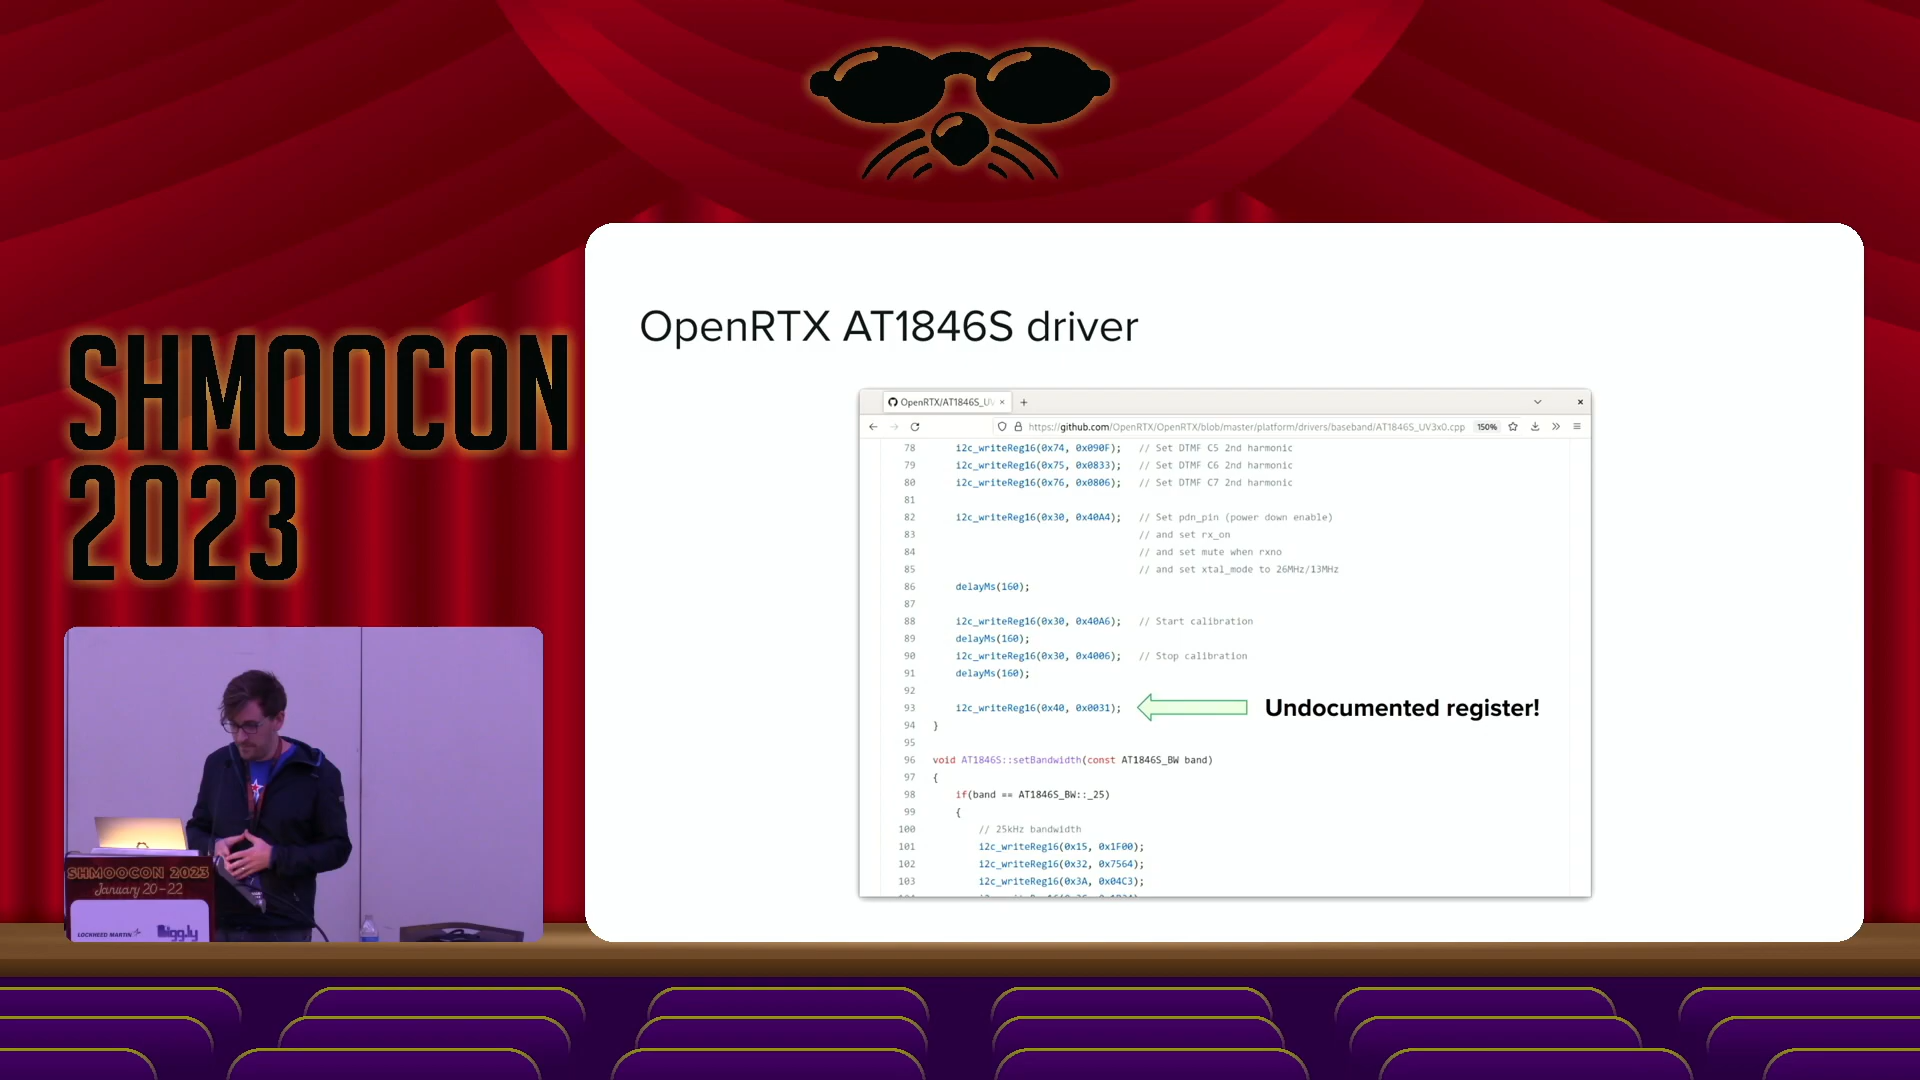 SHMOOCON
2023
OpenRTX AT1846S driver
OpenRTX/AT1846S_UV
https://github.com/OpenRTX/OpenRTX/blob/master/platform/drivers/baseband/AT1846S_UV3x0.cpp 150%
78 i2c_writeReg16(0x74, 0x090F); // Set DTMF C5 2nd harmonic
79 i2c_writeReg16(0x75, 0x0833); // Set DTMF C6 2nd harmonic
80 i2c_writeReg16(0x76, 0x0806); // Set DTMF C7 2nd harmonic
81
82 i2c_writeReg16(0x30, 0x40A4); // Set pdn_pin (power down enable)
83 // and set rx_on
84 // and set mute when rxno
85 // and set xtal_mode to 26MHz/13MHz
86 delayMs(160);
87
88 i2c_writeReg16(0x30, 0x40A6); // Start calibration
89 delayMs(160);
90 i2c_writeReg16(0x30, 0x4006); // Stop calibration
91 delayMs(160);
92
93 i2c_writeReg16(0x40, 0x0031);
Undocumented register!
94 }
95
96 void AT1846S::setBandwidth(const AT1846S_BW band)
97 {
98 if(band == AT1846S_BW::_25)
99 {
100 // 25kHz bandwidth
101 i2c_writeReg16(0x15, 0x1F00);
102 i2c_writeReg16(0x32, 0x7564);
103 i2c_writeReg16(0x3A, 0x04C3);
SHMOOCON 2023
January 20-22
LOCKHEED MARTIN